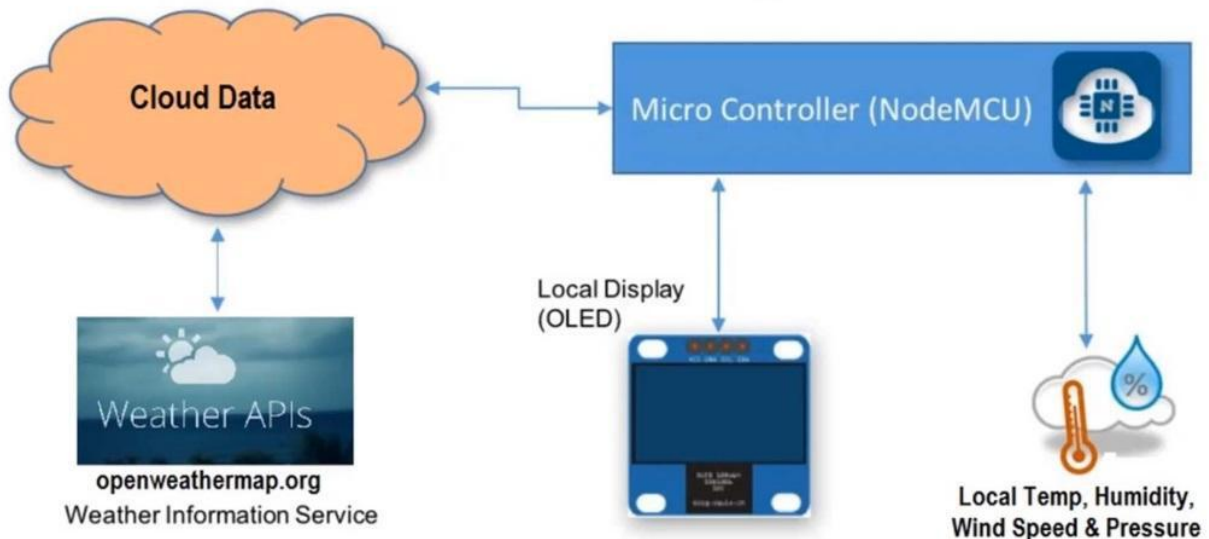 Cloud Data
Micro Controller (NodeMCU)
N
Local Display
(OLED)
Weather APIs
openweathermap.org
Weather Information Service
%
Local Temp, Humidity,
Wind Speed & Pressure